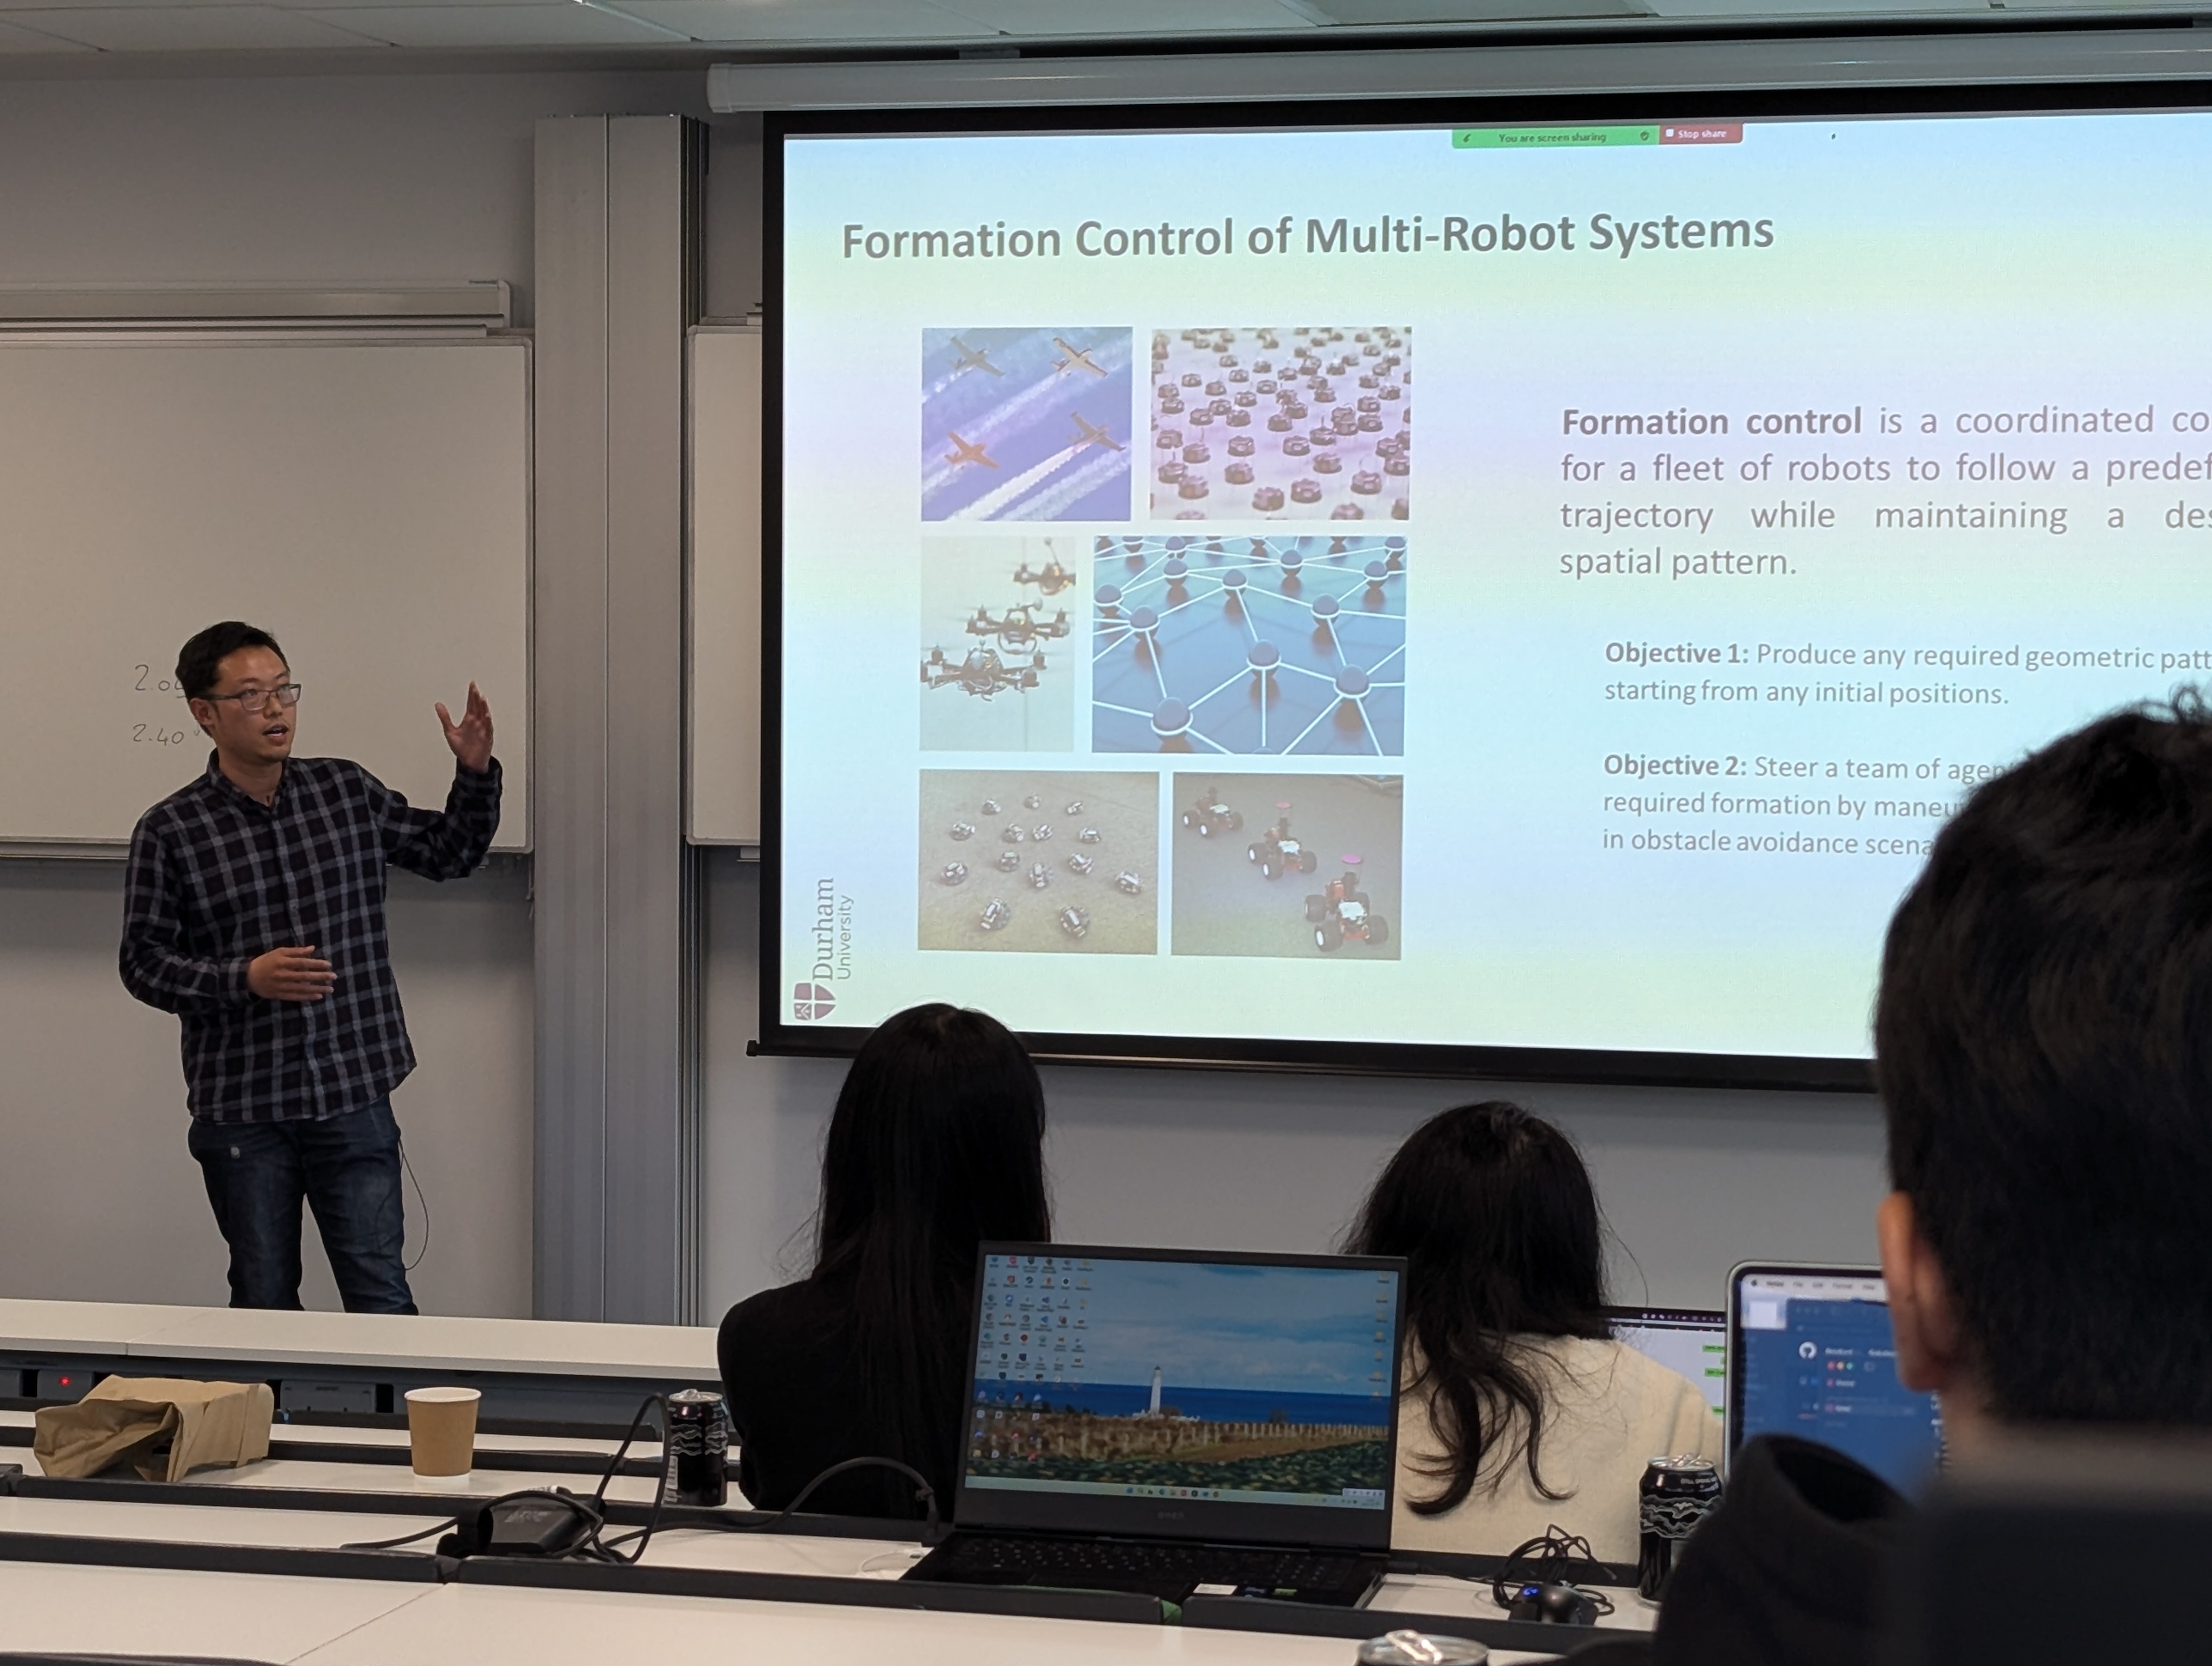 You are screen sharing
Stop share
Formation Control of Multi-Robot Systems
Formation control is a coordinated co
for a fleet of robots to follow a predef
trajectory while maintaining a des
spatial pattern.
Objective 1: Produce any required geometric patt
starting from any initial positions.
Objective 2: Steer a team of agen
required formation by maneu
in obstacle avoidance scena
Durham
University
2.0
2.40